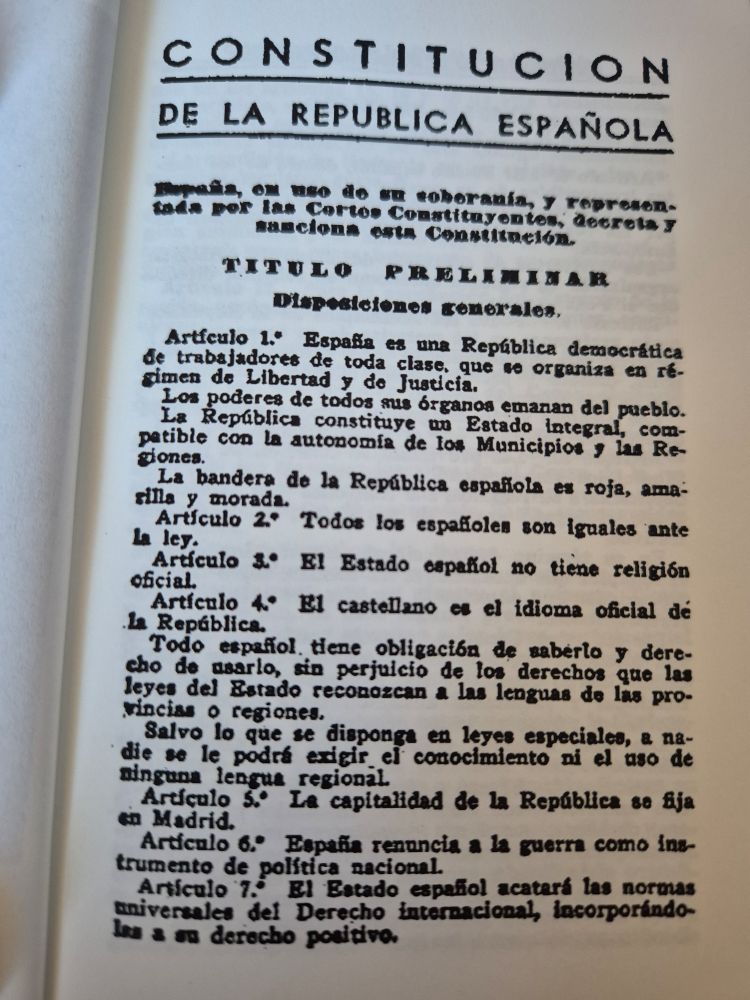 CONSTITUCION
DE LA REPUBLICA ESPAÑOLA
España, en uso de su soberanía, y represen-
tada por las Cortes Constituyentes, decreta y
sanciona esta Constitución.
TITULO PRELIMINAR
Disposiciones generales.
Artículo 1.º España es una República democrática
de trabajadores de toda clase, que se organiza en ré-
gimen de Libertad y de Justicia.
Los poderes de todos sus órganos emanan del pueblo.
La República constituye un Estado integral, com-
patible con la autonomía de los Municipios y las Re-
giones.
La bandera de la República española es roja, ama-
rilla y morada.
Artículo 2.º Todos los españoles son iguales ante
la ley.
Artículo 3.º El Estado español no tiene religión
oficial.
Artículo 4.º El castellano es el idioma oficial de
la República.
Todo español tiene obligación de saberlo y dere-
cho de usarlo, sin perjuicio de los derechos que las
leyes del Estado reconozcan a las lenguas de las pro-
vincias o regiones.
Salvo lo que se disponga en leyes especiales, a na-
die se le podrá exigir el conocimiento ni el uso de
ninguna lengua regional.
Artículo 5.º La capitalidad de la República se fija
en Madrid.
Artículo 6.º España renuncia a la guerra como ins-
trumento de política nacional.
Artículo 7.º El Estado español acatará las normas
universales del Derecho internacional, incorporándo-
las a su derecho positivo.